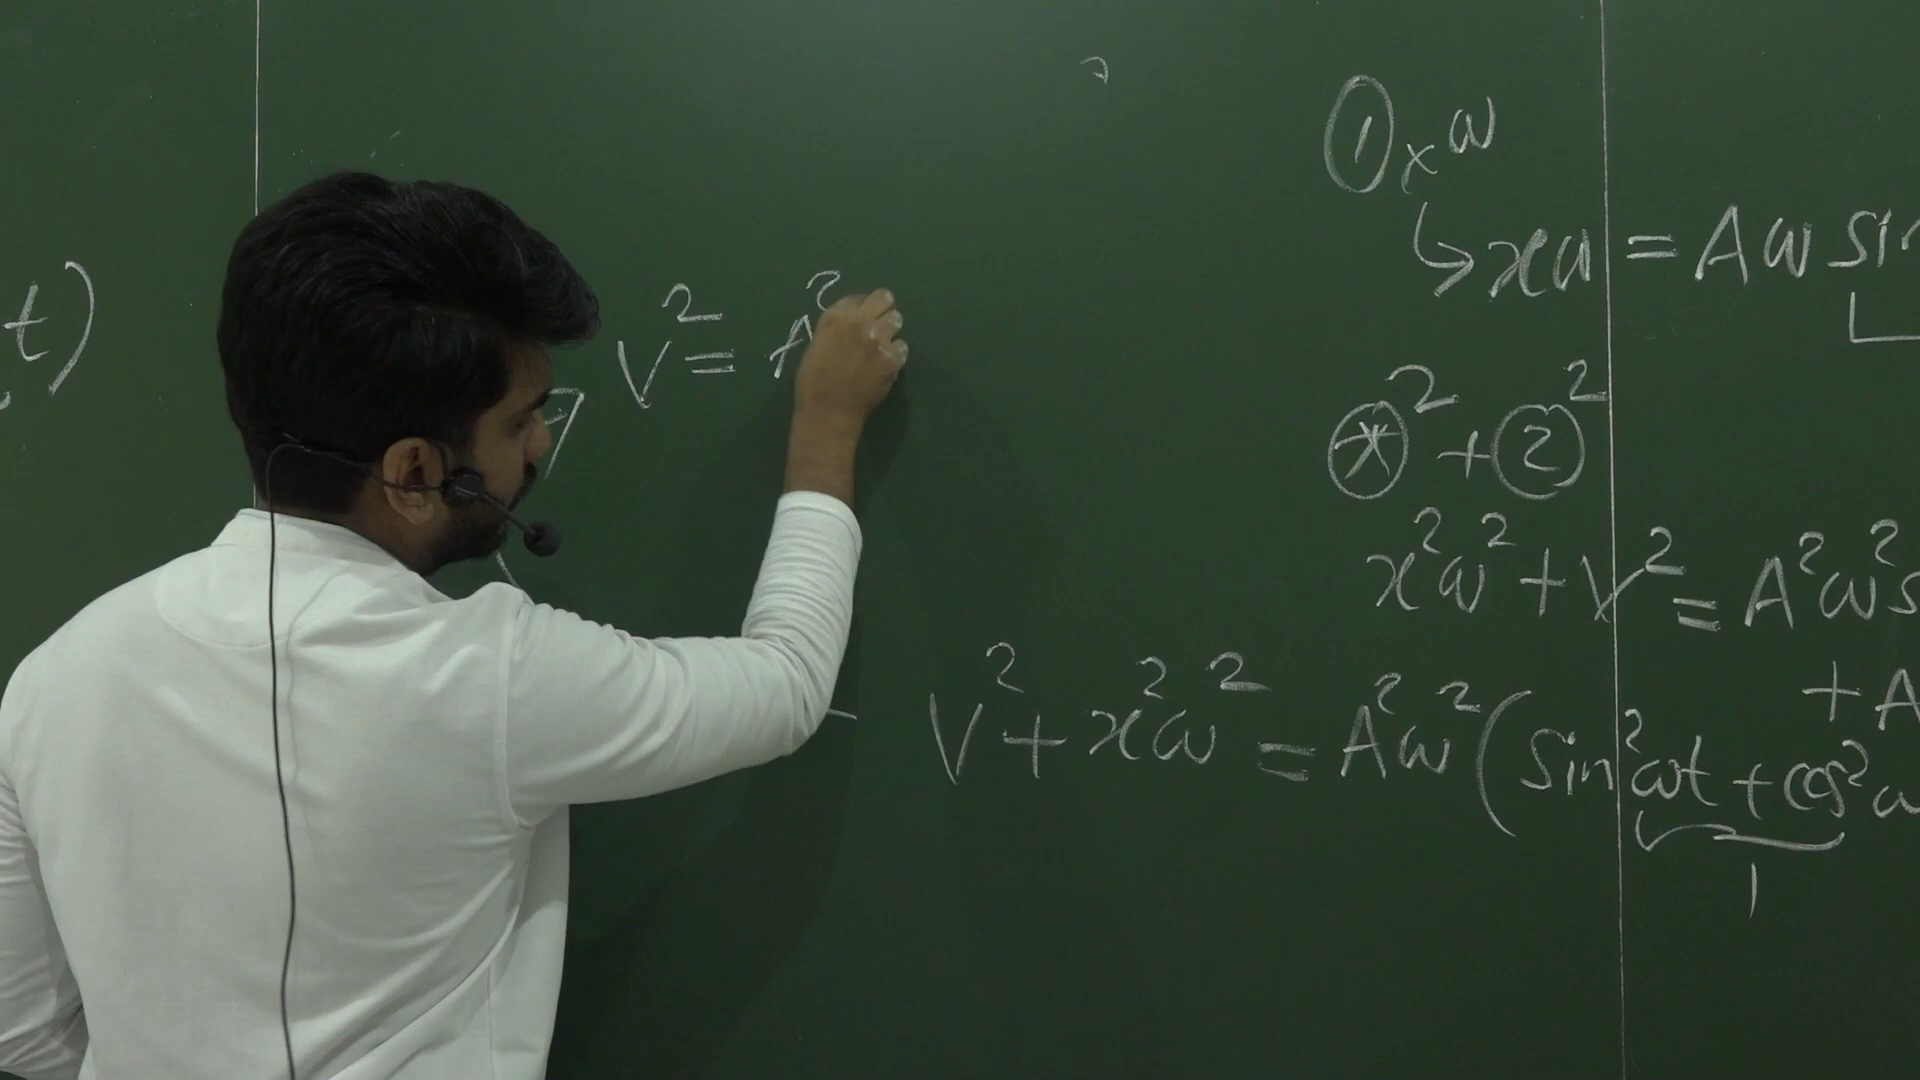 t)
V² = A²
① × ω
↳ xω = Aω sin
(*)² + ②²
x²ω² + V² = A²ω²s
+ A
V² + x²ω² = A²ω² (sin²ωt + cos²ω
1